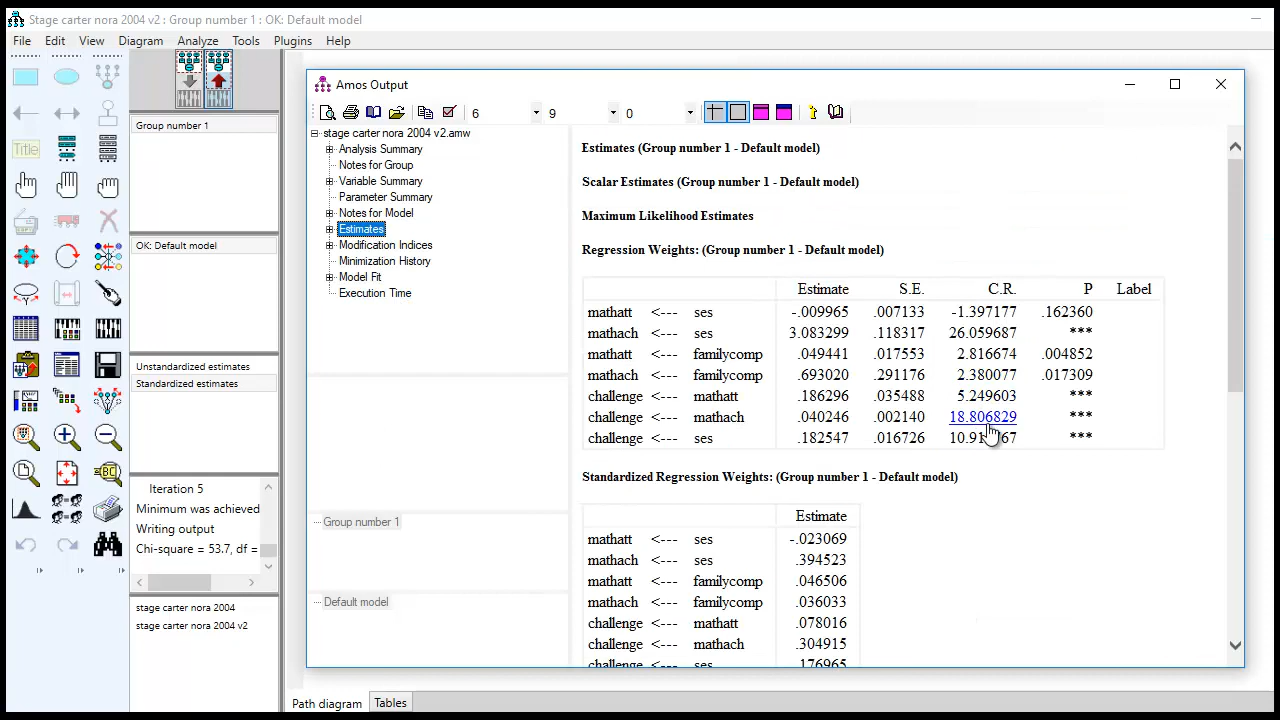 Stage carter nora 2004 v2 : Group number 1 : OK: Default model
File Edit View Diagram Analyze Tools Plugins Help
Title
Group number 1
OK: Default model
Unstandardized estimates
Standardized estimates
Iteration 5
Minimum was achieved
Writing output
Chi-square = 53.7, df =
stage carter nora 2004
stage carter nora 2004 v2
Path diagram Tables
Amos Output
6 9 0
stage carter nora 2004 v2.amw
Analysis Summary
Notes for Group
Variable Summary
Parameter Summary
Notes for Model
Estimates
Modification Indices
Minimization History
Model Fit
Execution Time
Group number 1
Default model
Estimates (Group number 1 - Default model)
Scalar Estimates (Group number 1 - Default model)
Maximum Likelihood Estimates
Regression Weights: (Group number 1 - Default model)
Estimate S.E. C.R. P Label
mathatt <--- ses -.009965 .007133 -1.397177 .162360
mathach <--- ses 3.083299 .118317 26.059687 ***
mathatt <--- familycomp .049441 .017553 2.816674 .004852
mathach <--- familycomp .693020 .291176 2.380077 .017309
challenge <--- mathatt .186296 .035488 5.249603 ***
challenge <--- mathach .040246 .002140 18.806829 ***
challenge <--- ses .182547 .016726 ***
Standardized Regression Weights: (Group number 1 - Default model)
Estimate
mathatt <--- ses -.023069
mathach <--- ses .394523
mathatt <--- familycomp .046506
mathach <--- familycomp .036033
challenge <--- mathatt .078016
challenge <--- mathach .304915
challenge <--- ses .176965